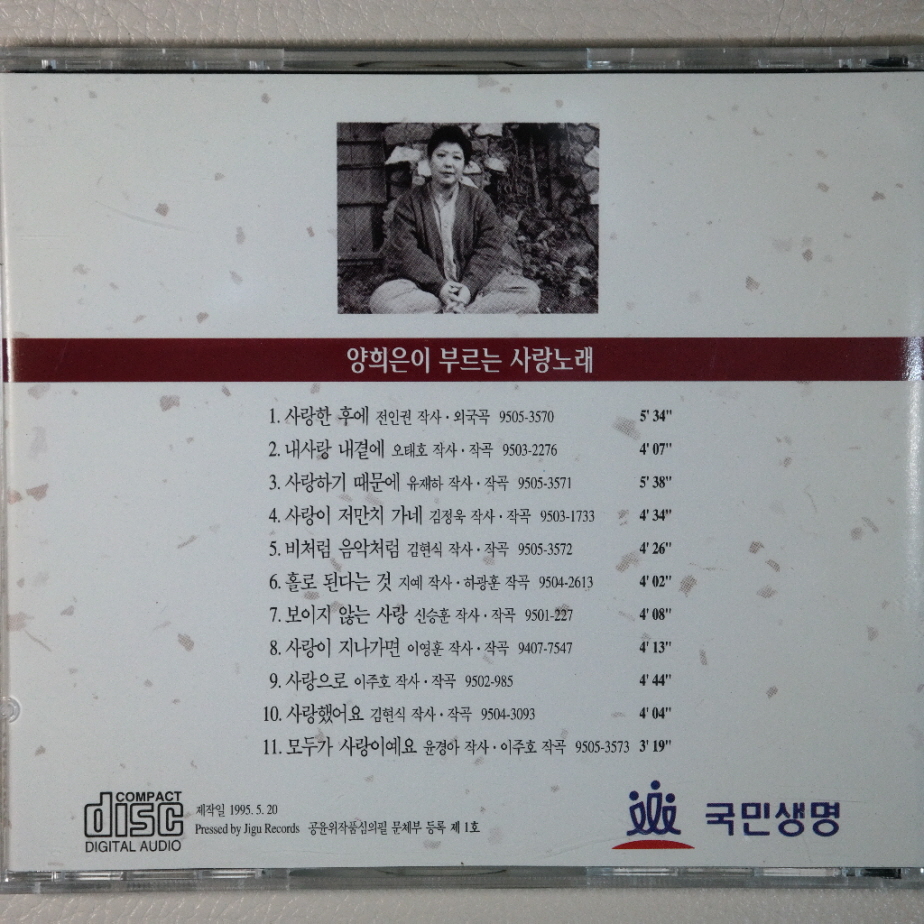 양희은이 부르는 사랑노래
1. 사랑한 후에 전인권 작사 · 외국곡 9505-3570 5' 34"
2. 내사랑 내곁에 오태호 작사 · 작곡 9503-2276 4' 07"
3. 사랑하기 때문에 유재하 작사 · 작곡 9505-3571 5' 38"
4. 사랑이 저만치 가네 김정욱 작사 · 작곡 9503-1733 4' 34"
5. 비처럼 음악처럼 김현식 작사 · 작곡 9505-3572 4' 26"
6. 홀로 된다는 것 지예 작사 · 하광훈 작곡 9504-2613 4' 02"
7. 보이지 않는 사랑 신승훈 작사 · 작곡 9501-227 4' 08"
8. 사랑이 지나가면 이영훈 작사 · 작곡 9407-7547 4' 13"
9. 사랑으로 이주호 작사 · 작곡 9502-985 4' 44"
10. 사랑했어요 김현식 작사 · 작곡 9504-3093 4' 04"
11. 모두가 사랑이예요 윤경아 작사 · 이주호 작곡 9505-3573 3' 19"
COMPACT
disc
DIGITAL AUDIO
제작일 1995. 5. 20
Pressed by Jigu Records 공윤위작품심의필 문체부 등록 제 1호
국민생명